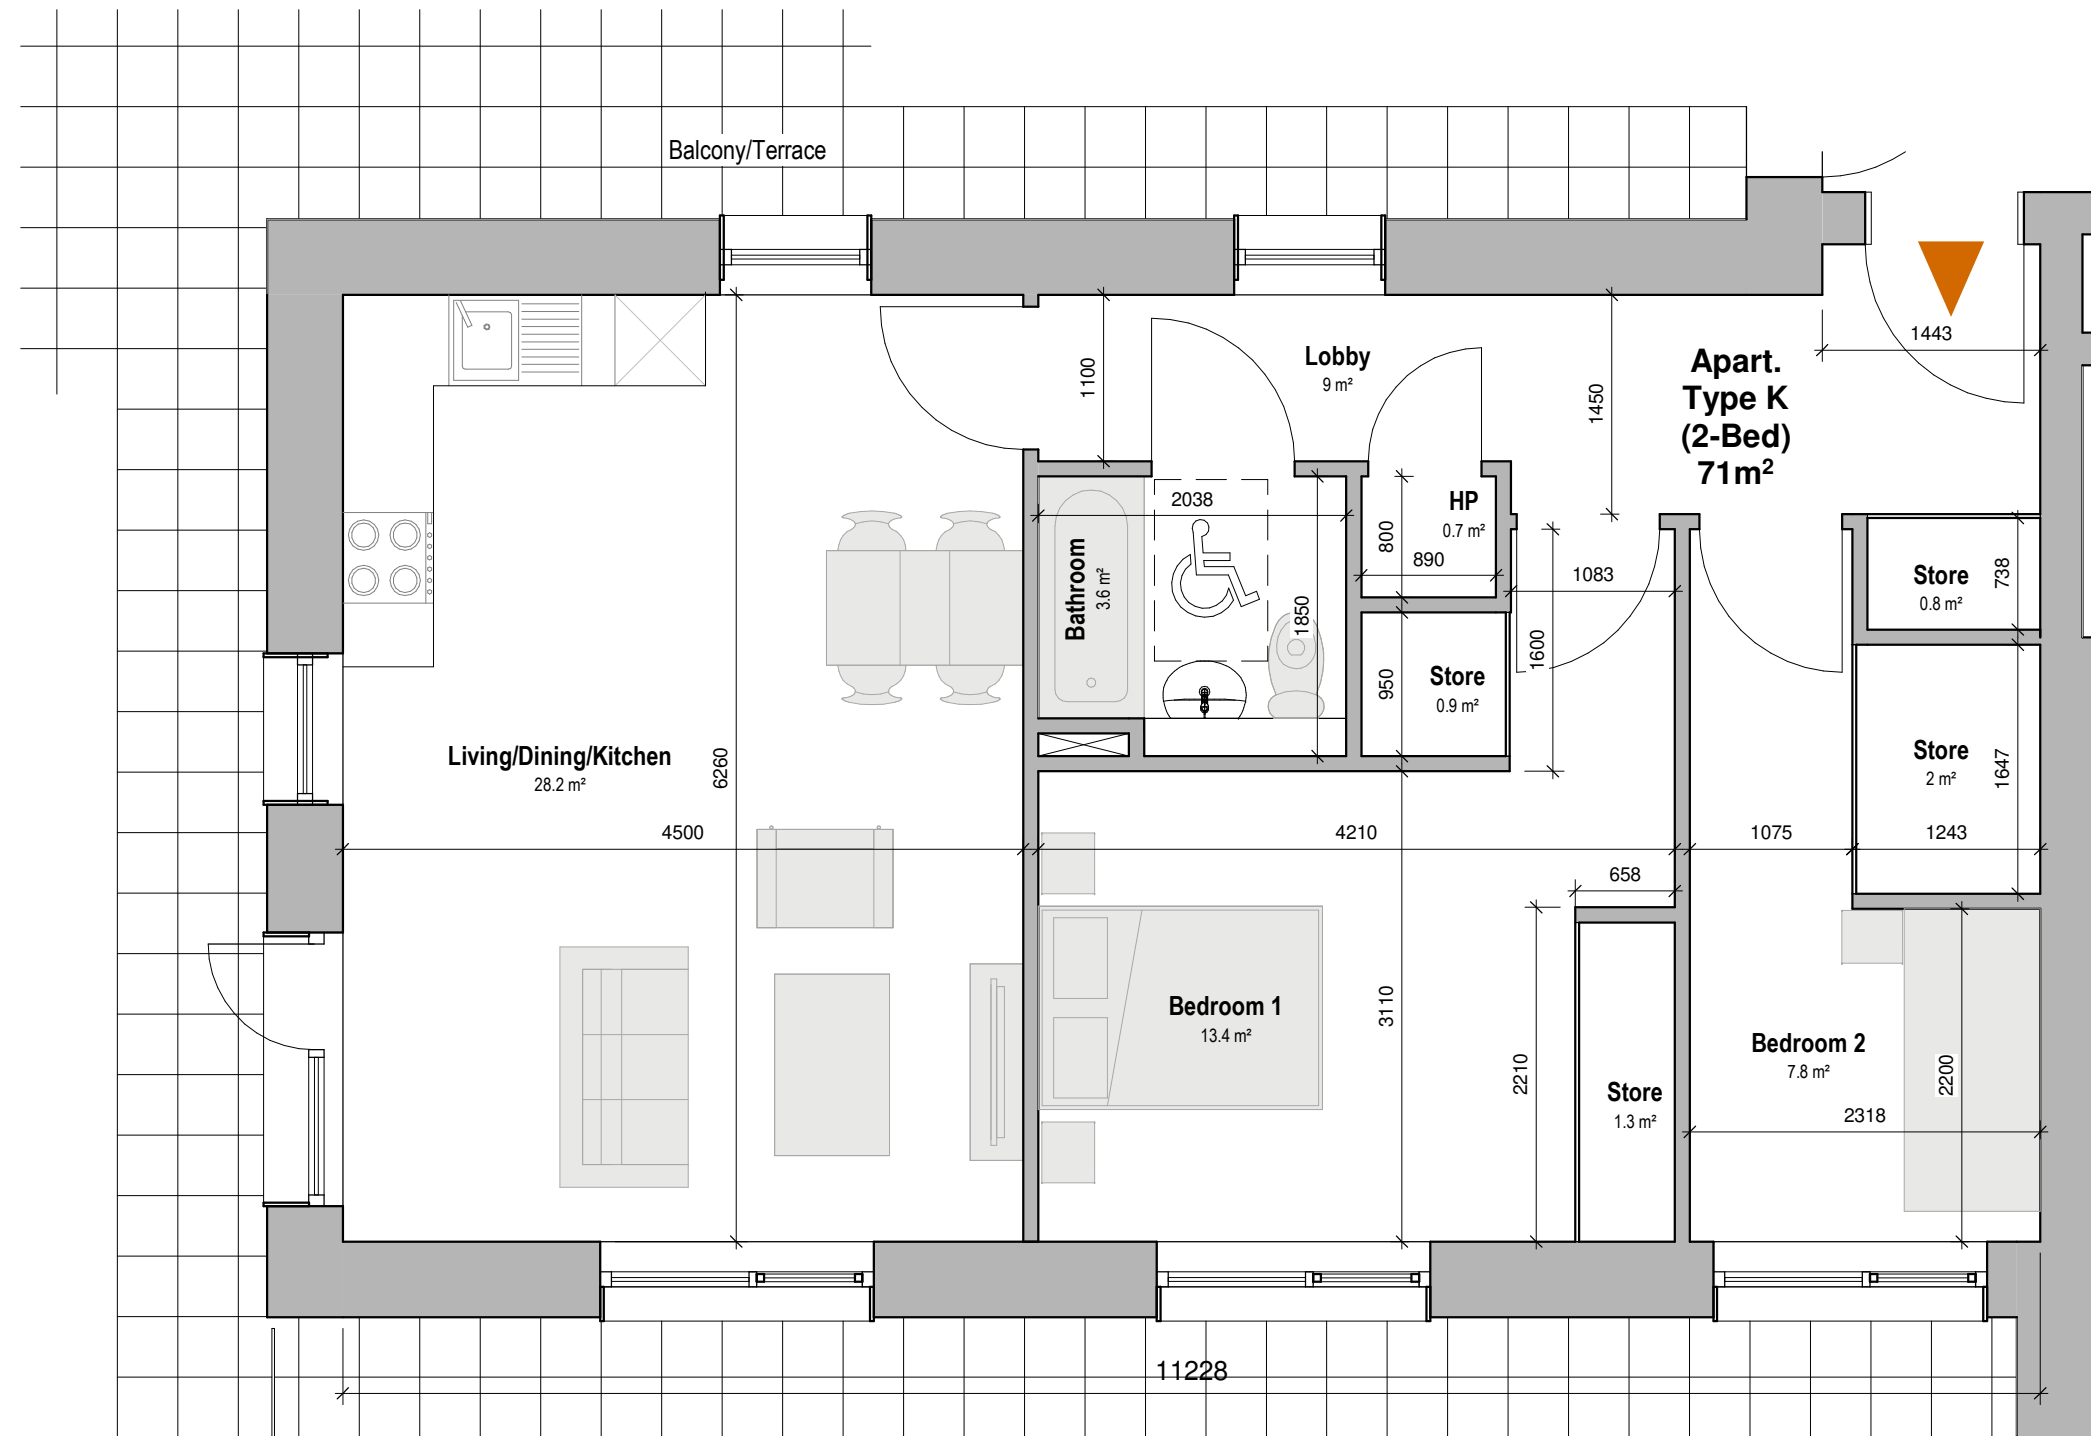 Balcony/Terrace
1443
Lobby
9 m²
1100
1450
Apart.
Type K
(2-Bed)
71m²
2038
HP
0.7 m²
800
890
1083
Bathroom
3.6 m²
1850
1600
Store
0.8 m²
738
Store
0.9 m²
950
Living/Dining/Kitchen
28.2 m²
6260
Store
2 m²
1647
4500
4210
1075
1243
658
Bedroom 1
13.4 m²
3110
2210
Store
1.3 m²
Bedroom 2
7.8 m²
2200
2318
11228